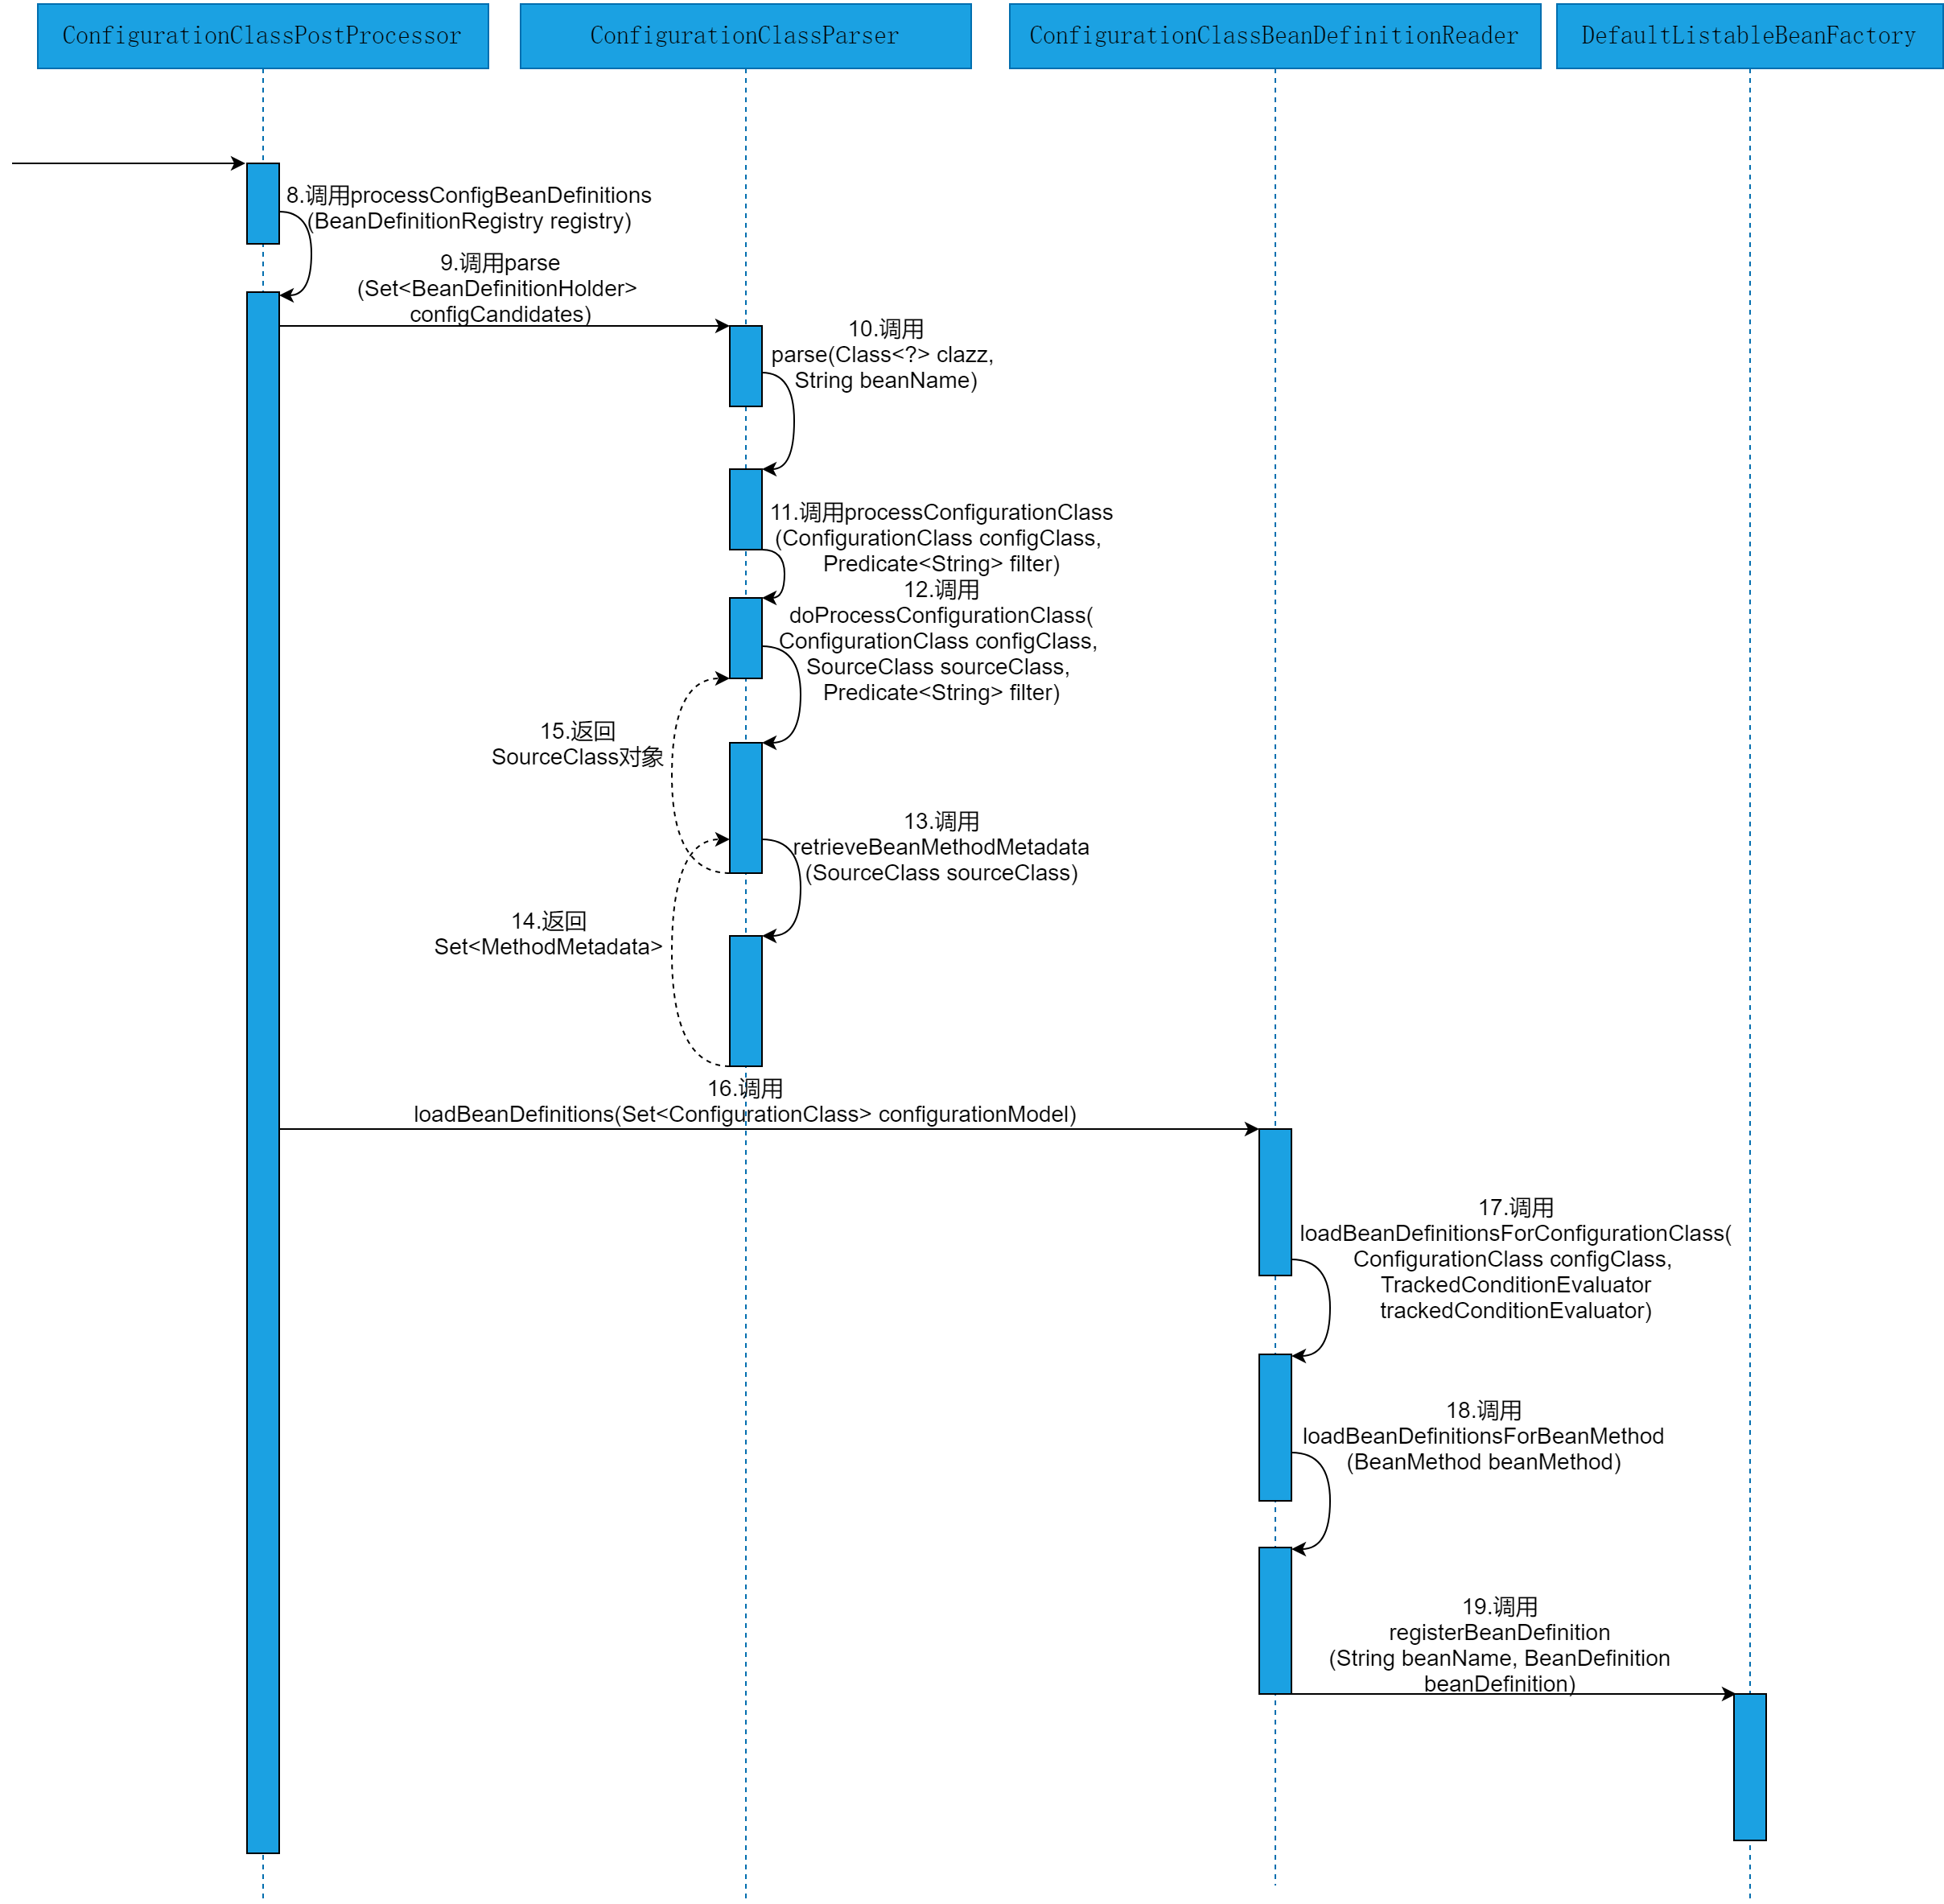 ConfigurationClassPostProcessor
ConfigurationClassParser
ConfigurationClassBeanDefinitionReader
DefaultListableBeanFactory
8.调用processConfigBeanDefinitions
(BeanDefinitionRegistry registry)
9.调用parse
(Set<BeanDefinitionHolder>
configCandidates)
10.调用
parse(Class<?> clazz,
String beanName)
11.调用processConfigurationClass
(ConfigurationClass configClass,
Predicate<String> filter)
12.调用
doProcessConfigurationClass(
ConfigurationClass configClass,
SourceClass sourceClass,
Predicate<String> filter)
15.返回
SourceClass对象
13.调用
retrieveBeanMethodMetadata
(SourceClass sourceClass)
14.返回
Set<MethodMetadata>
16.调用
loadBeanDefinitions(Set<ConfigurationClass> configurationModel)
17.调用
loadBeanDefinitionsForConfigurationClass(
ConfigurationClass configClass,
TrackedConditionEvaluator
trackedConditionEvaluator)
18.调用
loadBeanDefinitionsForBeanMethod
(BeanMethod beanMethod)
19.调用
registerBeanDefinition
(String beanName, BeanDefinition
beanDefinition)